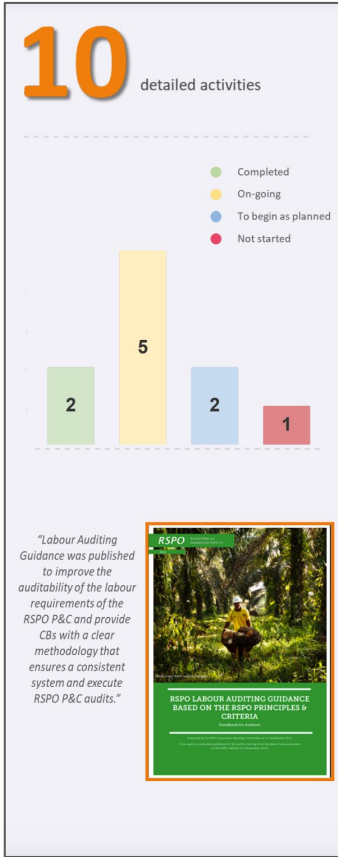 10 detailed activities
Completed
On-going
To begin as planned
Not started
5
2
2
1
"Labour Auditing
Guidance was published
to improve the
auditability of the labour
requirements of the
RSPO P&C and provide
CBs with a clear
methodology that
ensures a consistent
system and execute
RSPO P&C audits."
RSPO
RSPO LABOUR AUDITING GUIDANCE
BASED ON THE RSPO PRINCIPLES &
CRITERIA
Handbook for Auditors